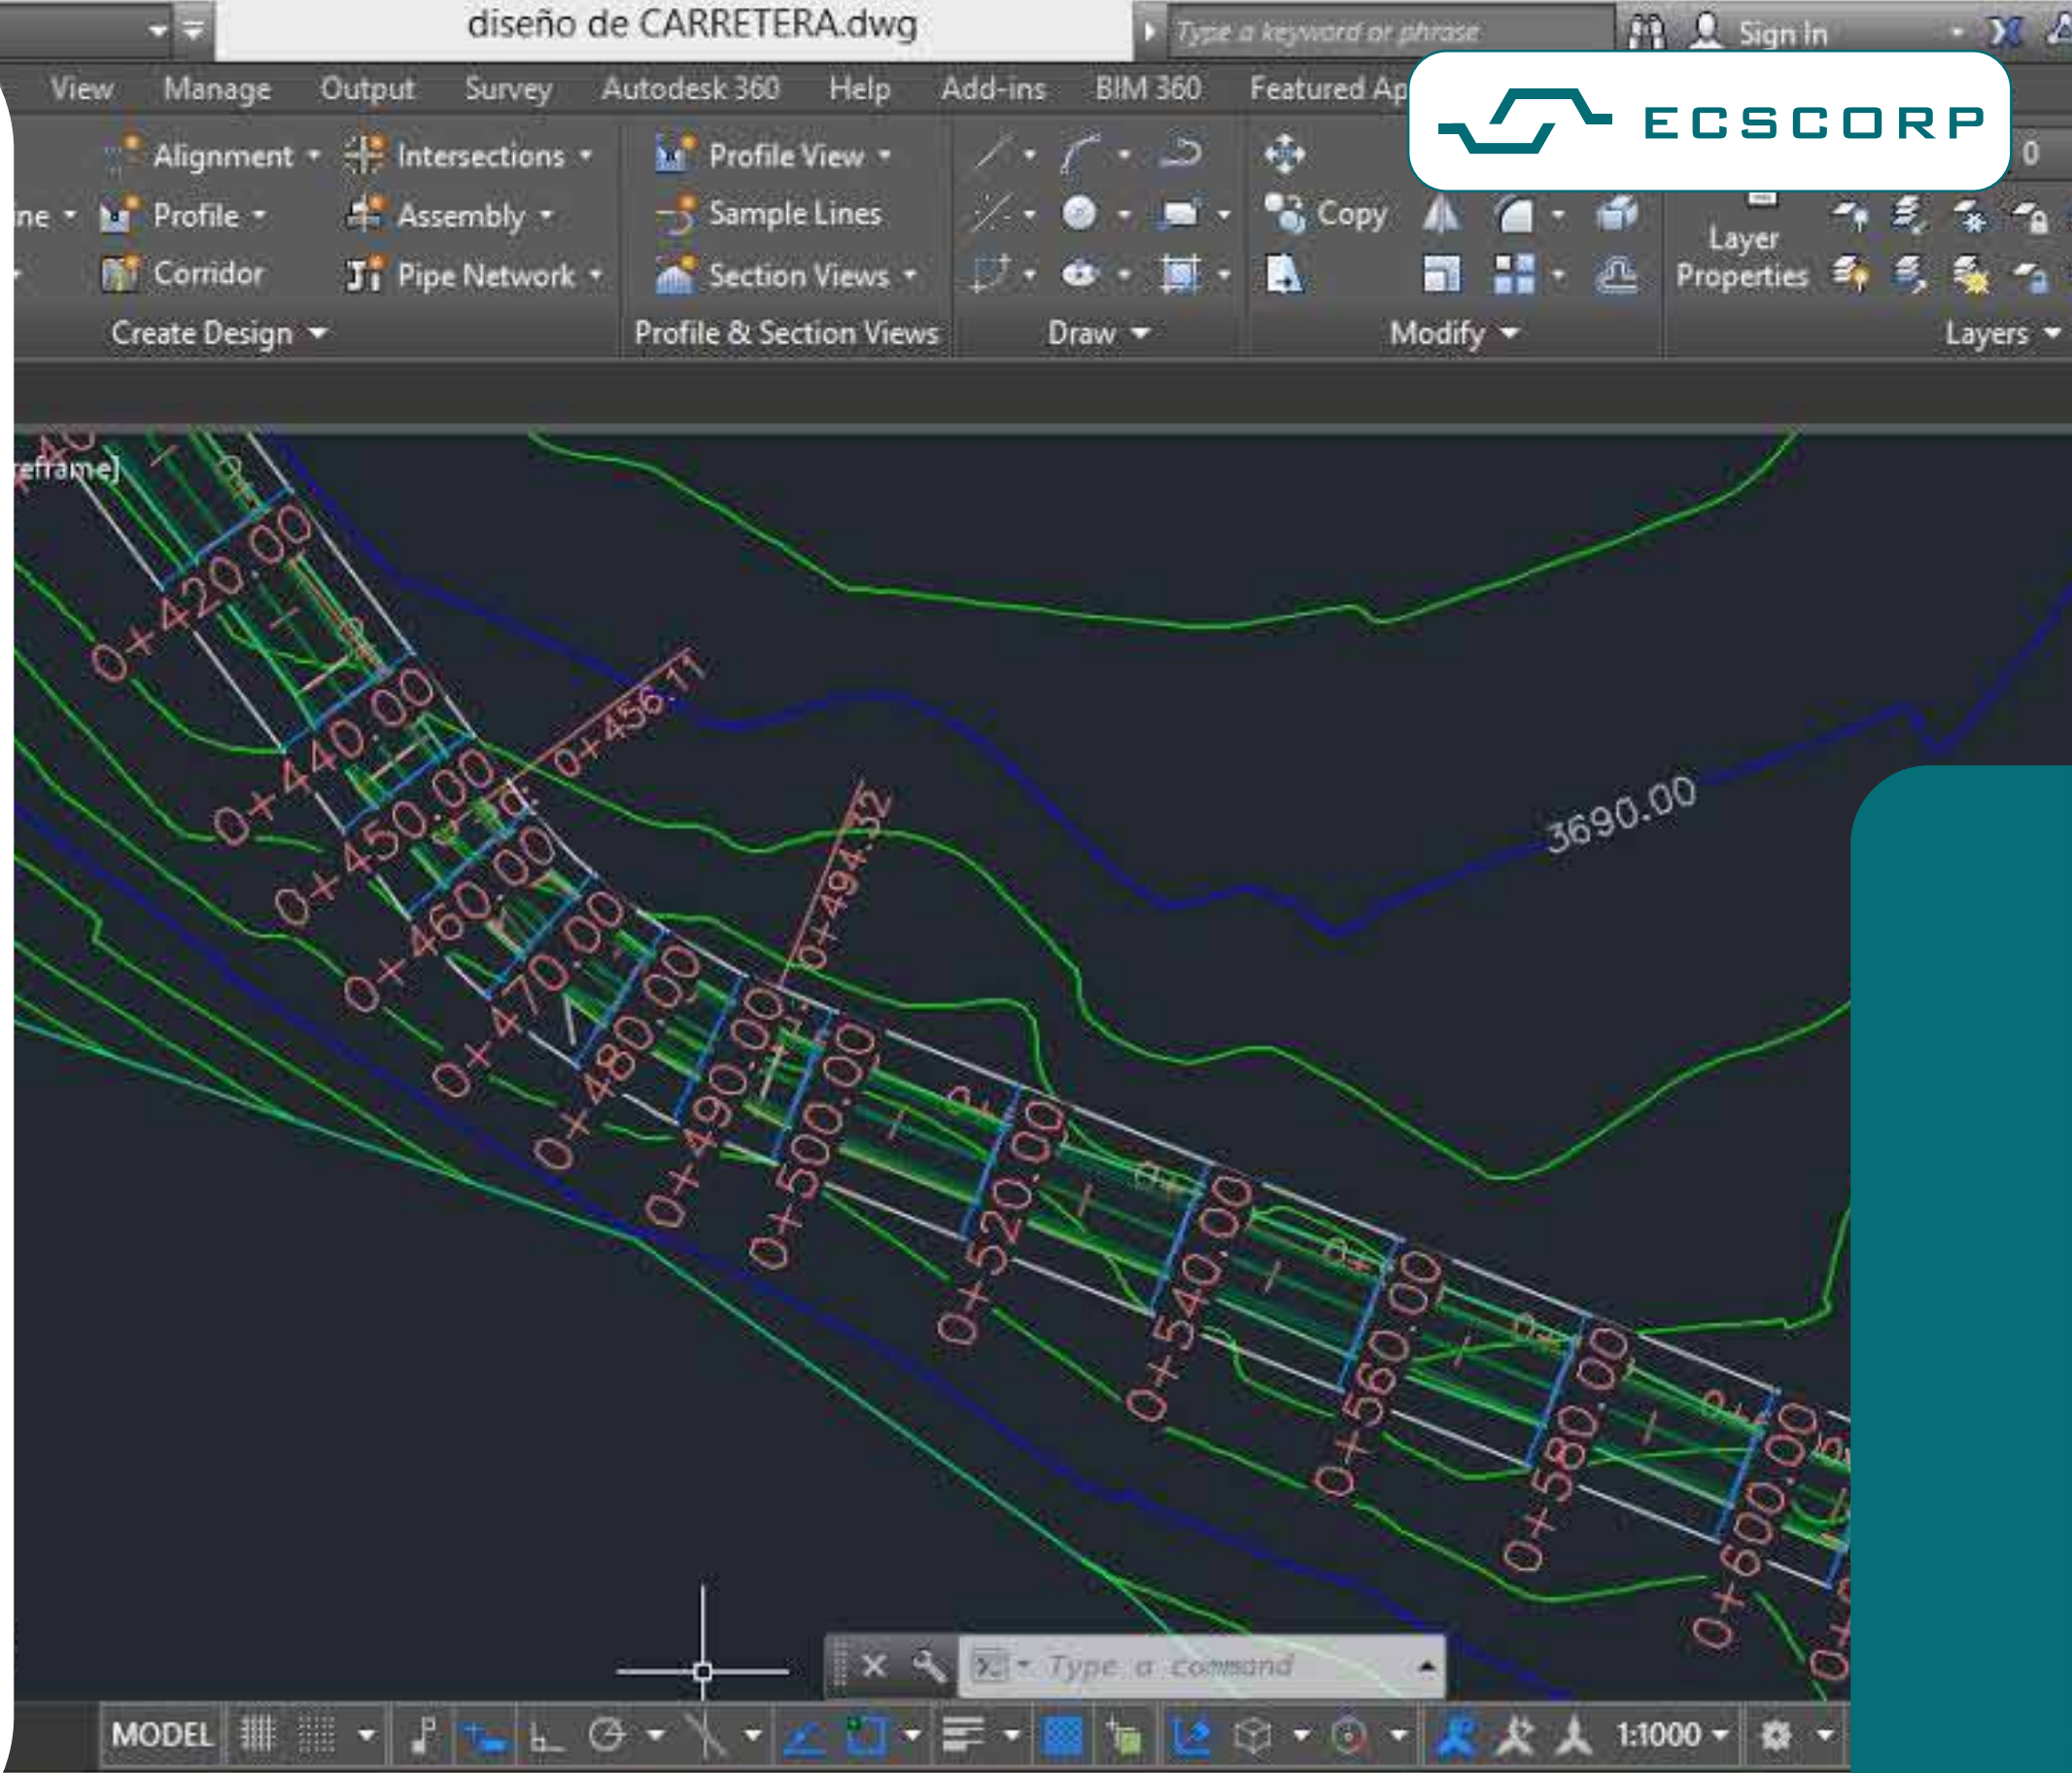 diseño de CARRETERA.dwg
Type a keyword or phrase
Sign In
View Manage Output Survey Autodesk 360 Help Add-ins BIM 360 Featured Ap
ECSCORP
Alignment Intersections Profile View
0
ine Profile Assembly Sample Lines Copy
Layer Properties
Corridor Pipe Network Section Views
Create Design Profile & Section Views Draw Modify Layers
eframe]
0+420.00
0+440.00
0+450.00
0+456.11
0+460.00
0+470.00
0+480.00
0+490.00
0+494.32
0+500.00
0+520.00
0+540.00
0+560.00
0+580.00
0+600.00
3690.00
Type a command
MODEL
1:1000